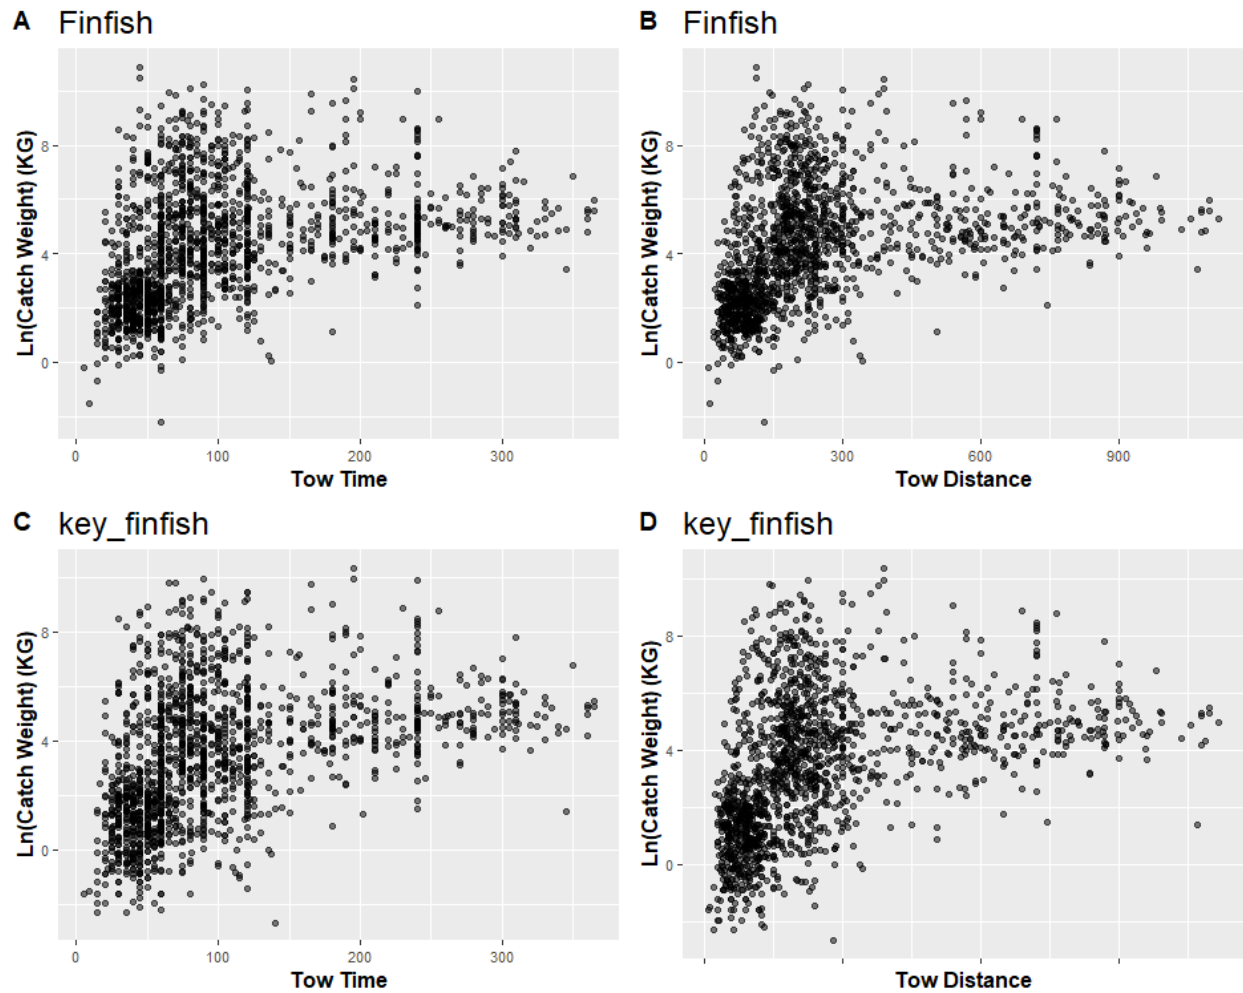 A Finfish
Ln(Catch Weight) (KG)
8
4
0
0 100 200 300
Tow Time
B Finfish
Ln(Catch Weight) (KG)
8
4
0
0 300 600 900
Tow Distance
C key_finfish
Ln(Catch Weight) (KG)
8
4
0
0 100 200 300
Tow Time
D key_finfish
Ln(Catch Weight) (KG)
8
4
0
Tow Distance